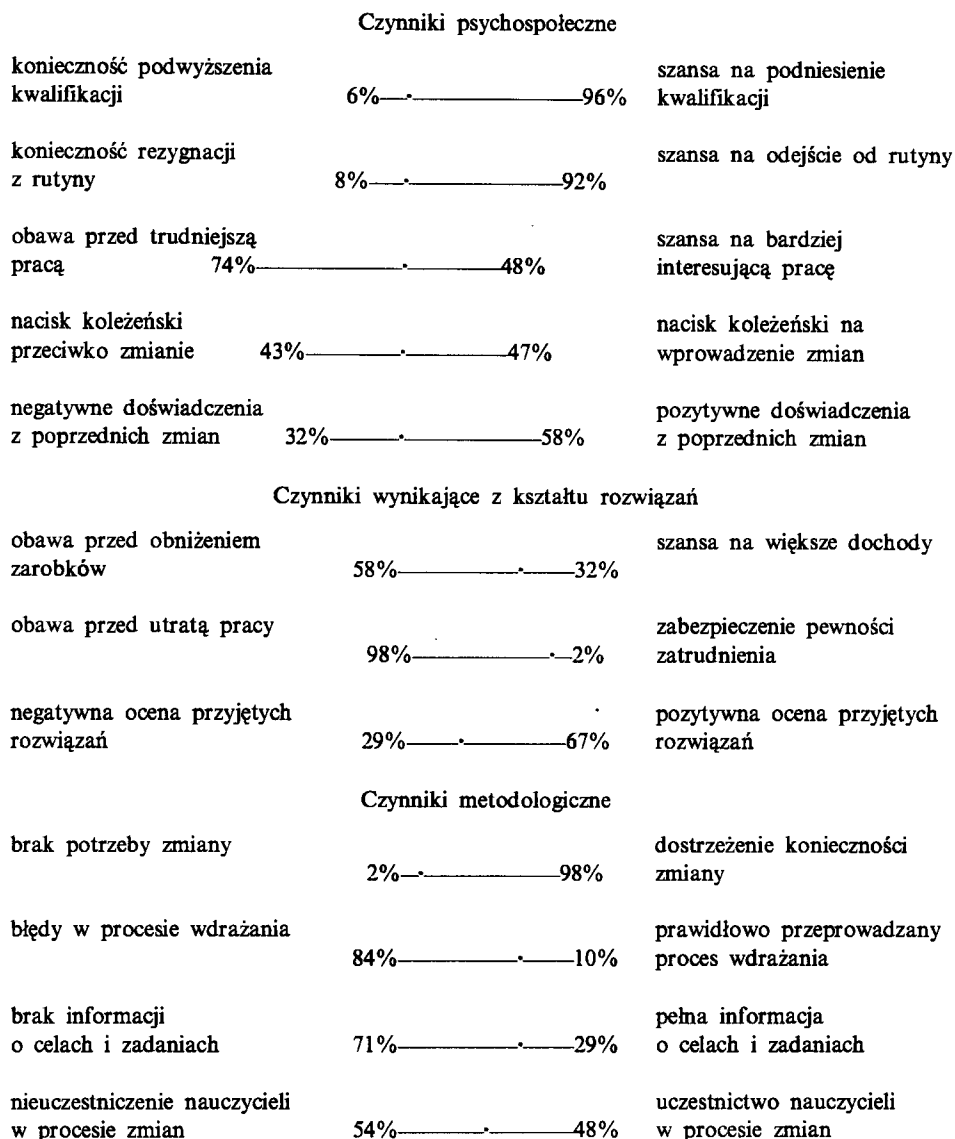 Czynniki psychospołeczne
konieczność podwyższenia
kwalifikacji
6%
96%
szansa na podniesienie
kwalifikacji
konieczność rezygnacji
z rutyny
8%
92%
szansa na odejście od rutyny
obawa przed trudniejszą
pracą
74%
48%
szansa na bardziej
interesującą pracę
nacisk koleżeński
przeciwko zmianie
43%
47%
nacisk koleżeński na
wprowadzenie zmian
negatywne doświadczenia
z poprzednich zmian
32%
58%
pozytywne doświadczenia
z poprzednich zmian
Czynniki wynikające z kształtu rozwiązań
obawa przed obniżeniem
zarobków
58%
32%
szansa na większe dochody
obawa przed utratą pracy
98%
2%
zabezpieczenie pewności
zatrudnienia
negatywna ocena przyjętych
rozwiązań
29%
67%
pozytywna ocena przyjętych
rozwiązań
Czynniki metodologiczne
brak potrzeby zmiany
2%
98%
dostrzeżenie konieczności
zmiany
błędy w procesie wdrażania
84%
10%
prawidłowo przeprowadzany
proces wdrażania
brak informacji
o celach i zadaniach
71%
29%
pełna informacja
o celach i zadaniach
nieuczestniczenie nauczycieli
w procesie zmian
54%
48%
uczestnictwo nauczycieli
w procesie zmian